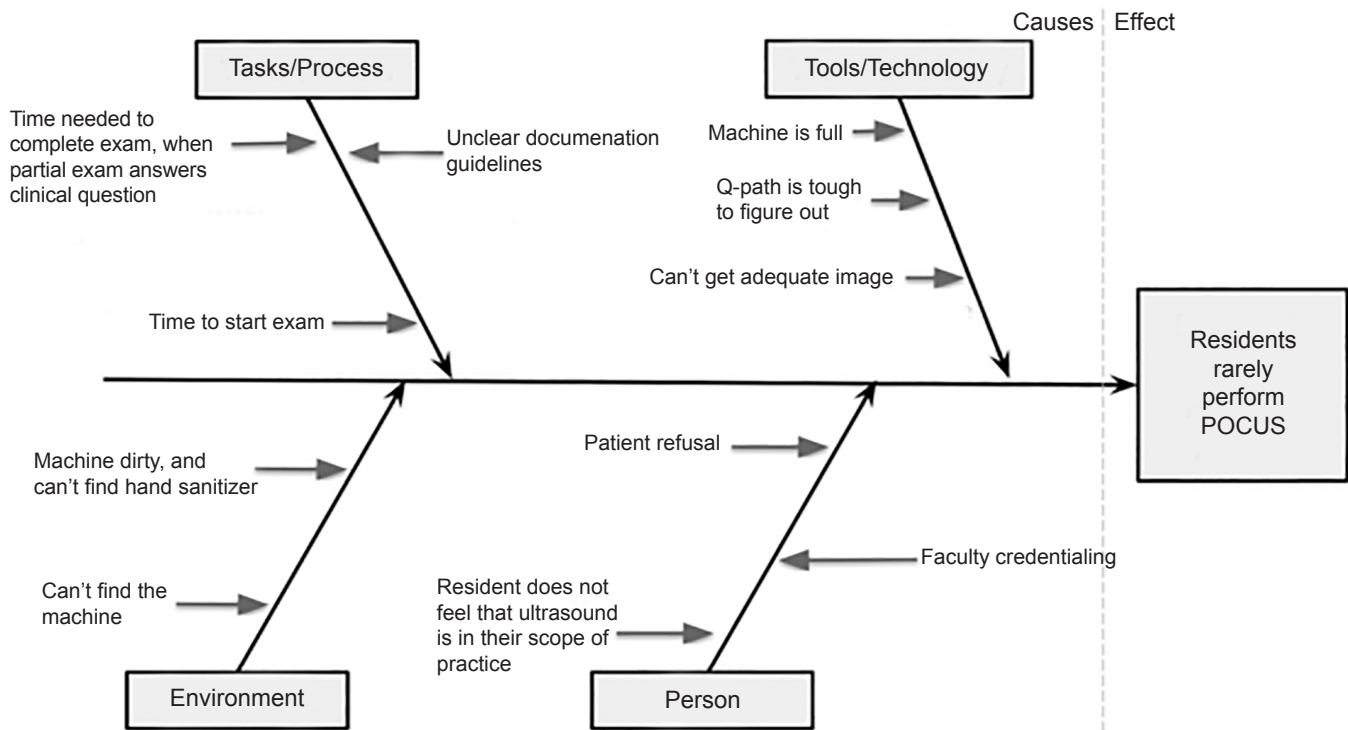 Causes
Effect
Tasks/Process
Tools/Technology
Time needed to
complete exam, when
partial exam answers
clinical question
Unclear documenation
guidelines
Time to start exam
Machine is full
Q-path is tough
to figure out
Can’t get adequate image
Residents
rarely
perform
POCUS
Machine dirty, and
can’t find hand sanitizer
Can’t find the
machine
Patient refusal
Faculty credentialing
Resident does not
feel that ultrasound
is in their scope of
practice
Environment
Person